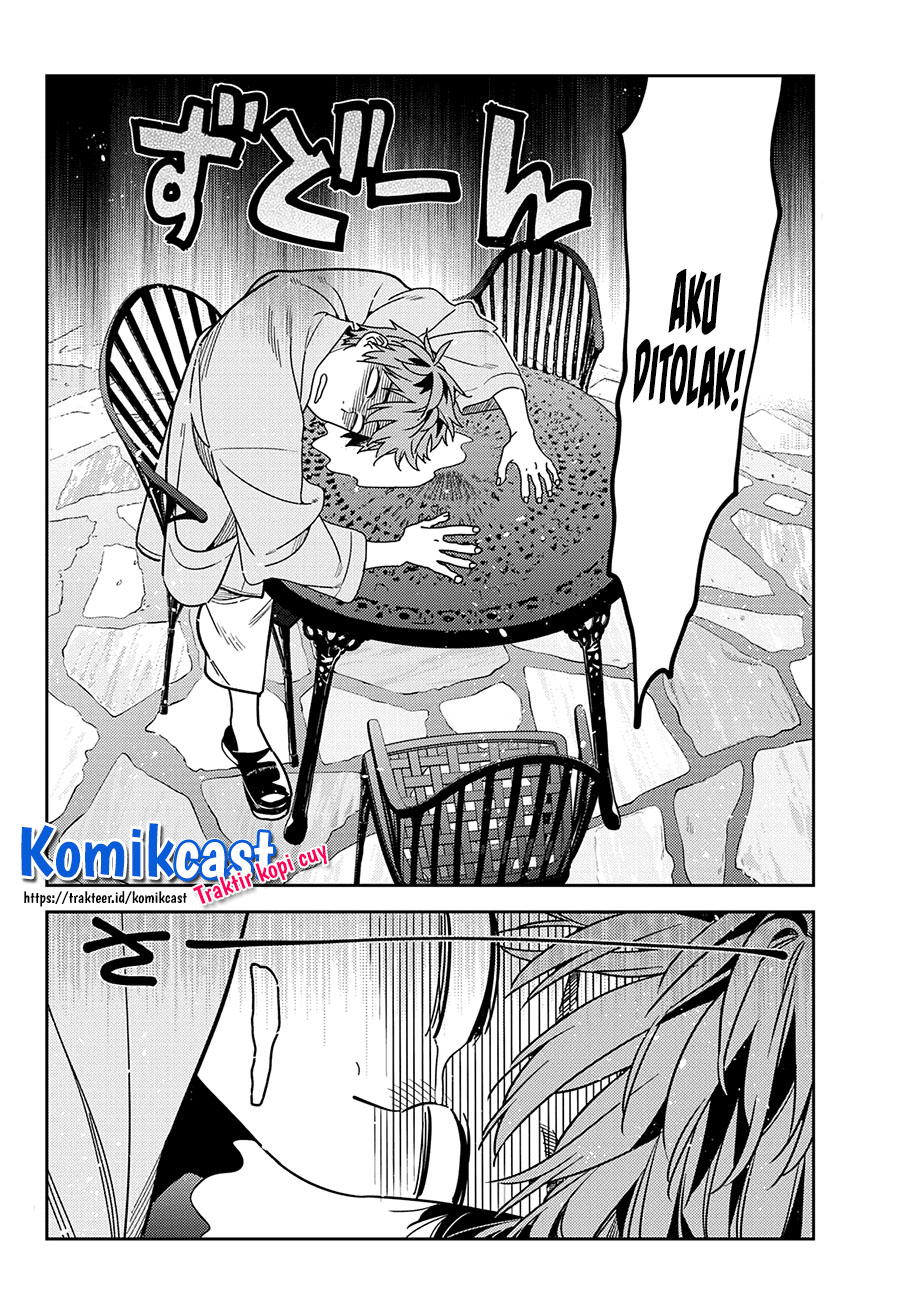 ずどーん
AKU
DITOLAK!
Komikcast
Traktir kopi cuy
https://trakteer.id/komikcast
さー